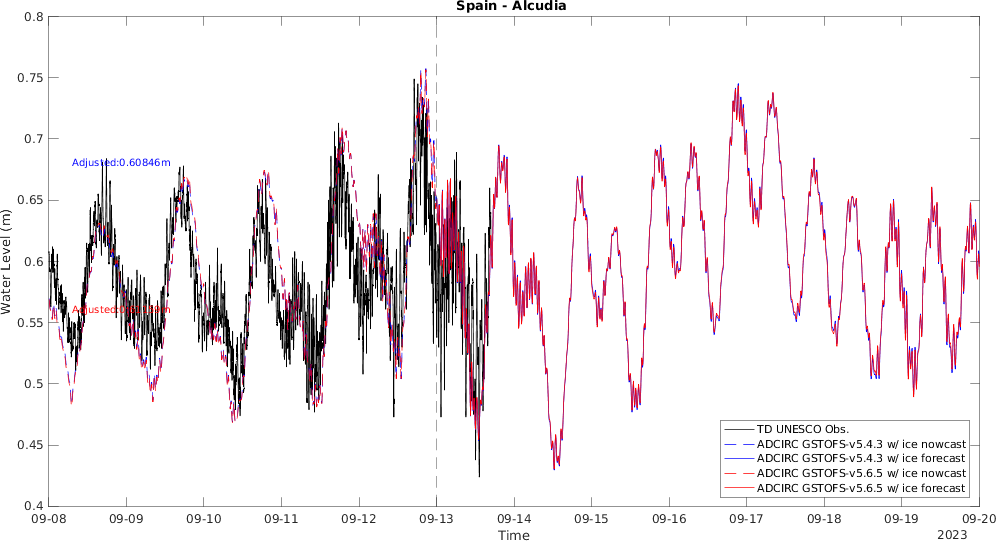 Spain - Alcudia
Water Level (m)
0.8
0.75
0.7
0.65
0.6
0.55
0.5
0.45
0.4
Adjusted:0.60846m
TD UNESCO Obs.
ADCIRC GSTOFS-v5.4.3 w/ ice nowcast
ADCIRC GSTOFS-v5.4.3 w/ ice forecast
ADCIRC GSTOFS-v5.6.5 w/ ice nowcast
ADCIRC GSTOFS-v5.6.5 w/ ice forecast
09-08 09-09 09-10 09-11 09-12 09-13 09-14 09-15 09-16 09-17 09-18 09-19 09-20
Time
2023